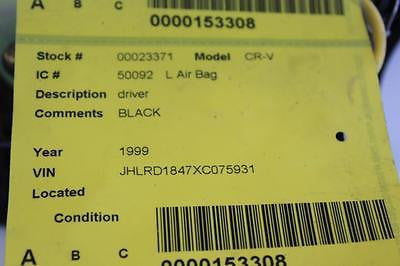 A B C
0000153308
Stock # 00023371 Model CR-V
IC # 50092 L Air Bag
Description driver
Comments BLACK
Year 1999
VIN JHLRD1847XC075931
Located
Condition
A B C
0000153308